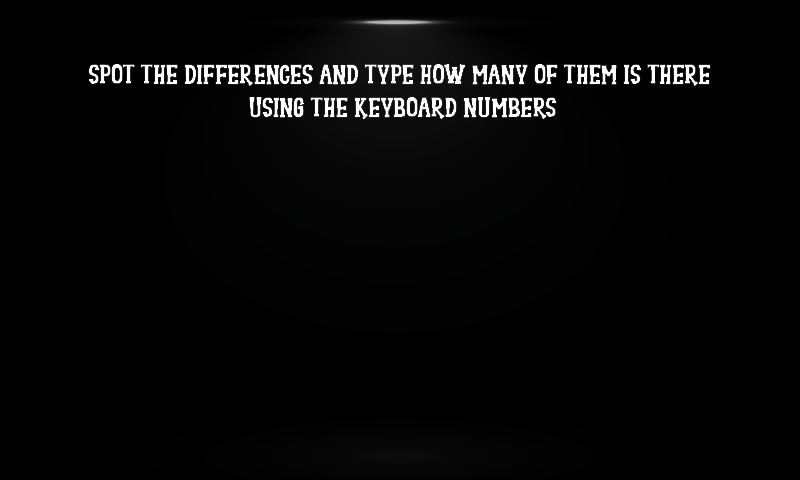 SPOT THE DIFFERENCES AND TYPE HOW MANY OF THEM IS THERE
USING THE KEYBOARD NUMBERS